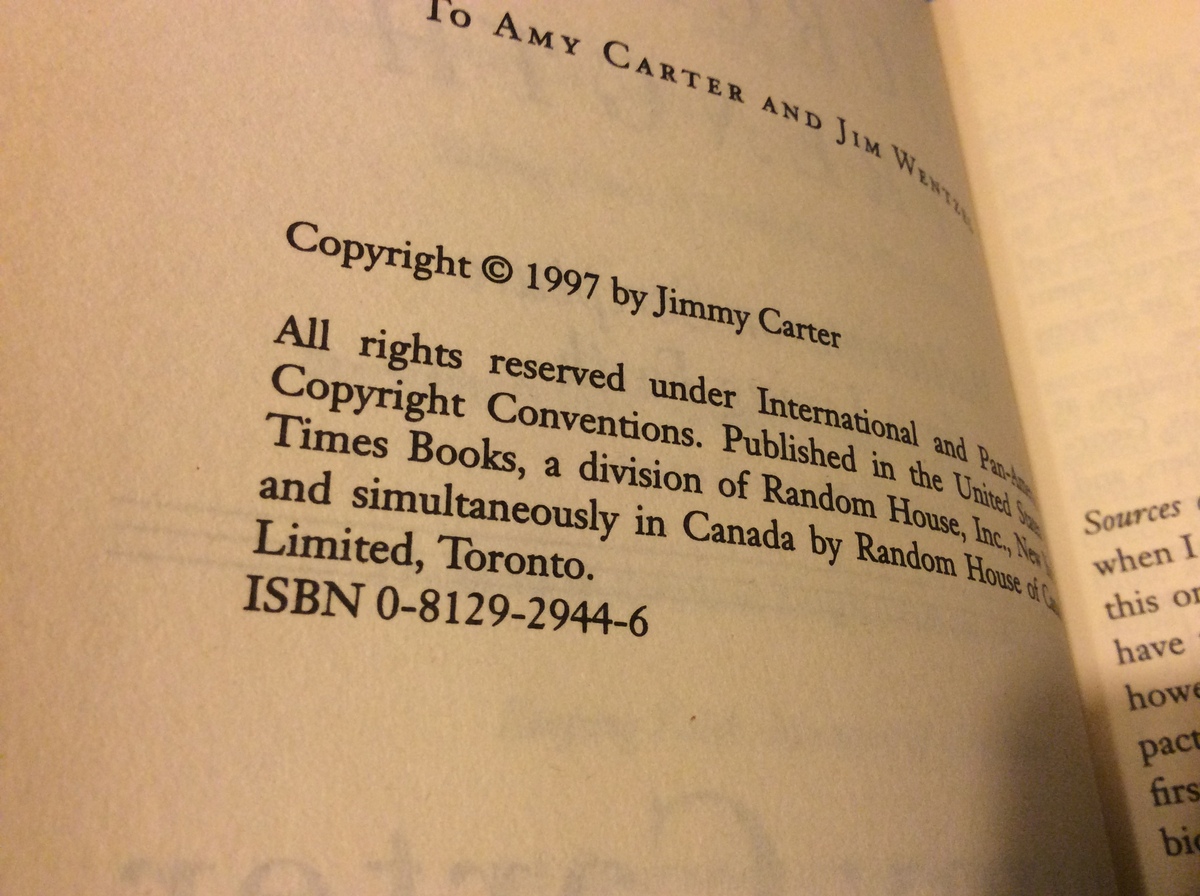 To Amy Carter and Jim
Copyright © 1997 by Jimmy Carter
All rights reserved under International and
Copyright Conventions. Published in the United
Times Books, a division of Random House, Inc., New
and simultaneously in Canada by Random House of
Limited, Toronto.
ISBN 0-8129-2944-6
Sources
when I
this
have